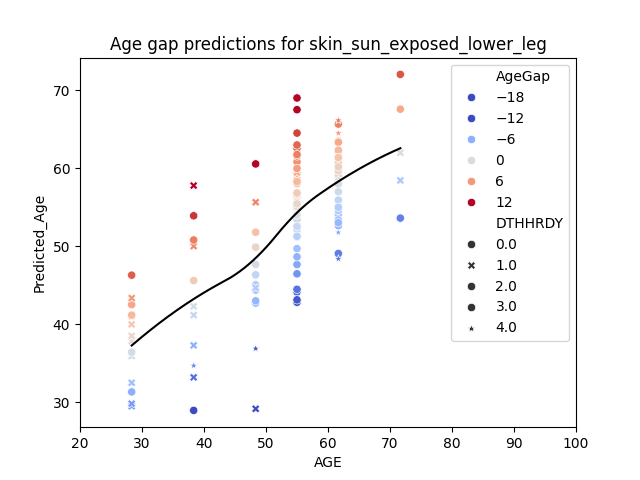 Age gap predictions for skin_sun_exposed_lower_leg
Predicted_Age
70
60
50
40
30
20 30 40 50 60 70 80 90 100
AGE
AgeGap
−18
−12
−6
0
6
12
DTHHRDY
0.0
1.0
2.0
3.0
4.0